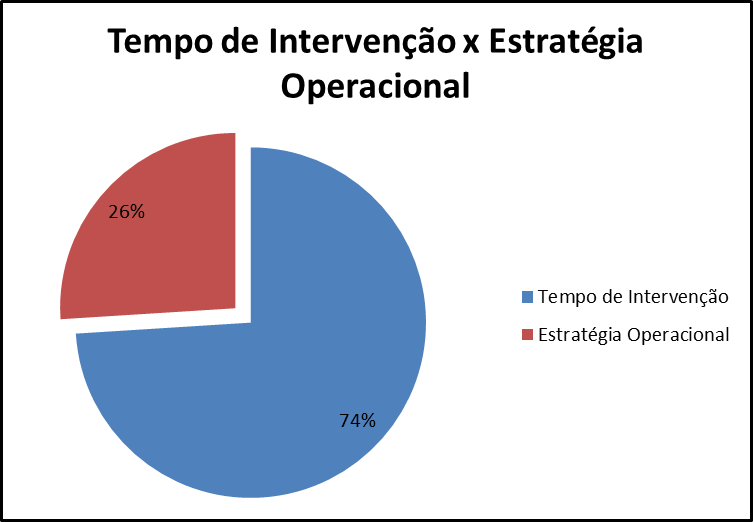 Tempo de Intervenção x Estratégia
Operacional
26%
Tempo de Intervenção
Estratégia Operacional
74%